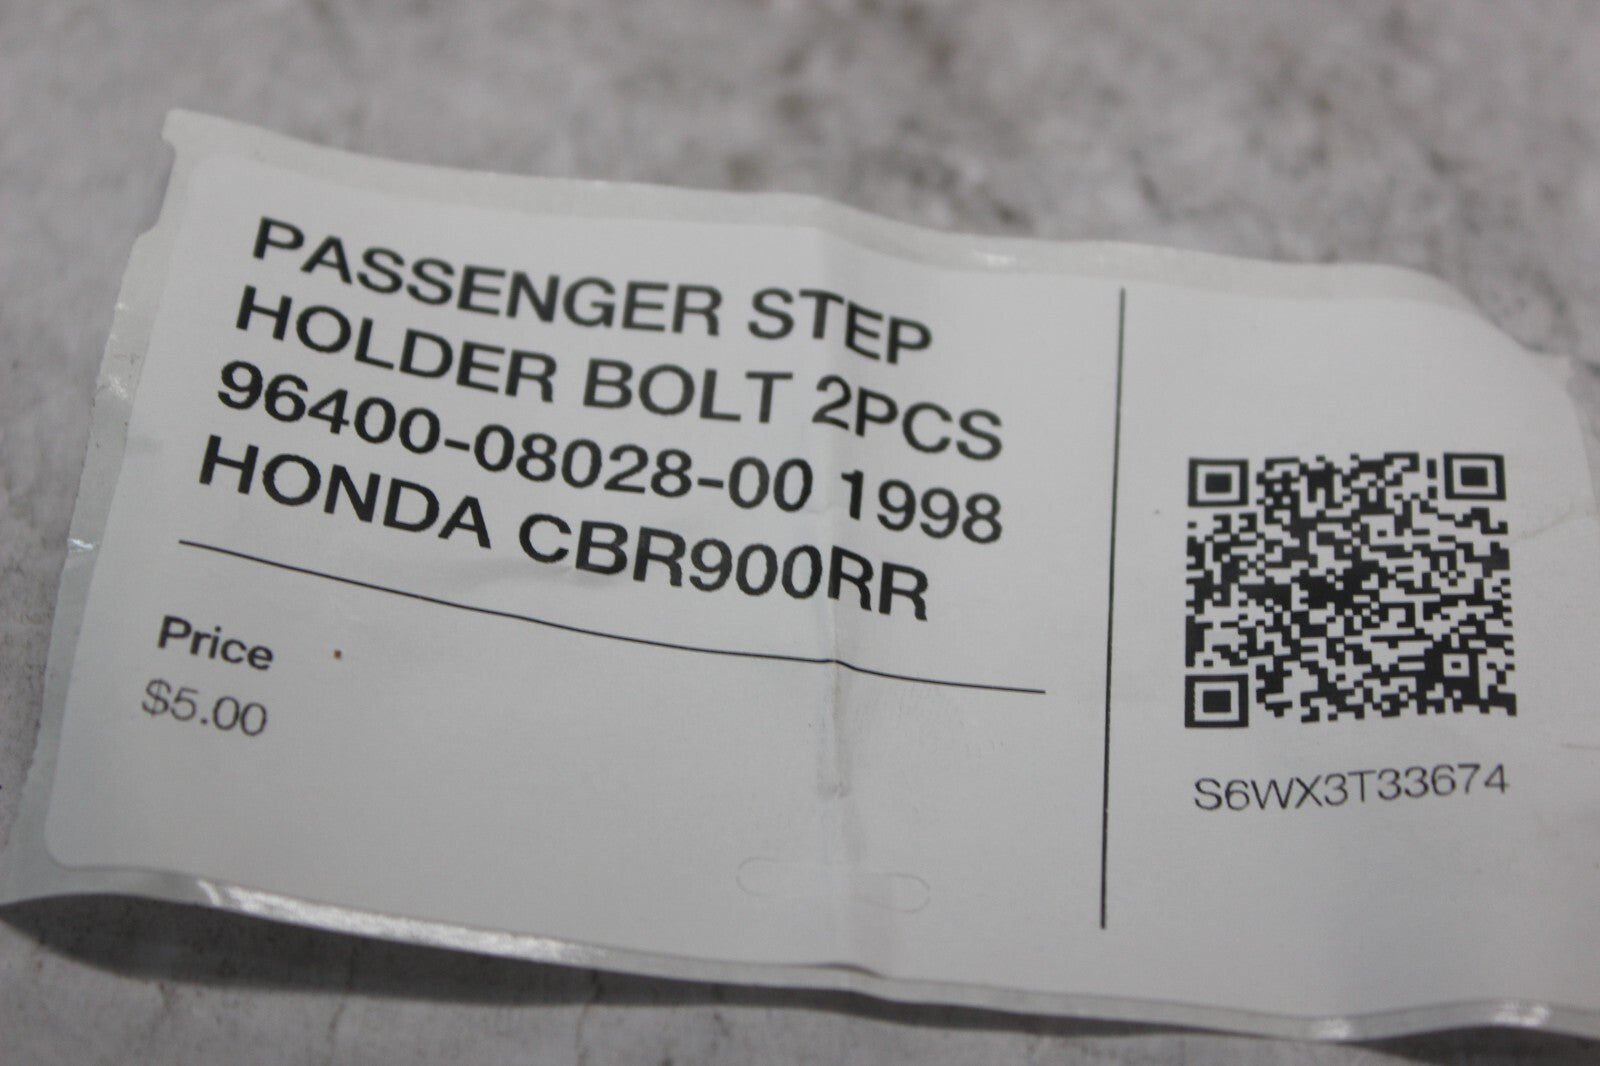 PASSENGER STEP
HOLDER BOLT 2PCS
96400-08028-00 1998
HONDA CBR900RR
Price
$5.00
S6WX3T33674